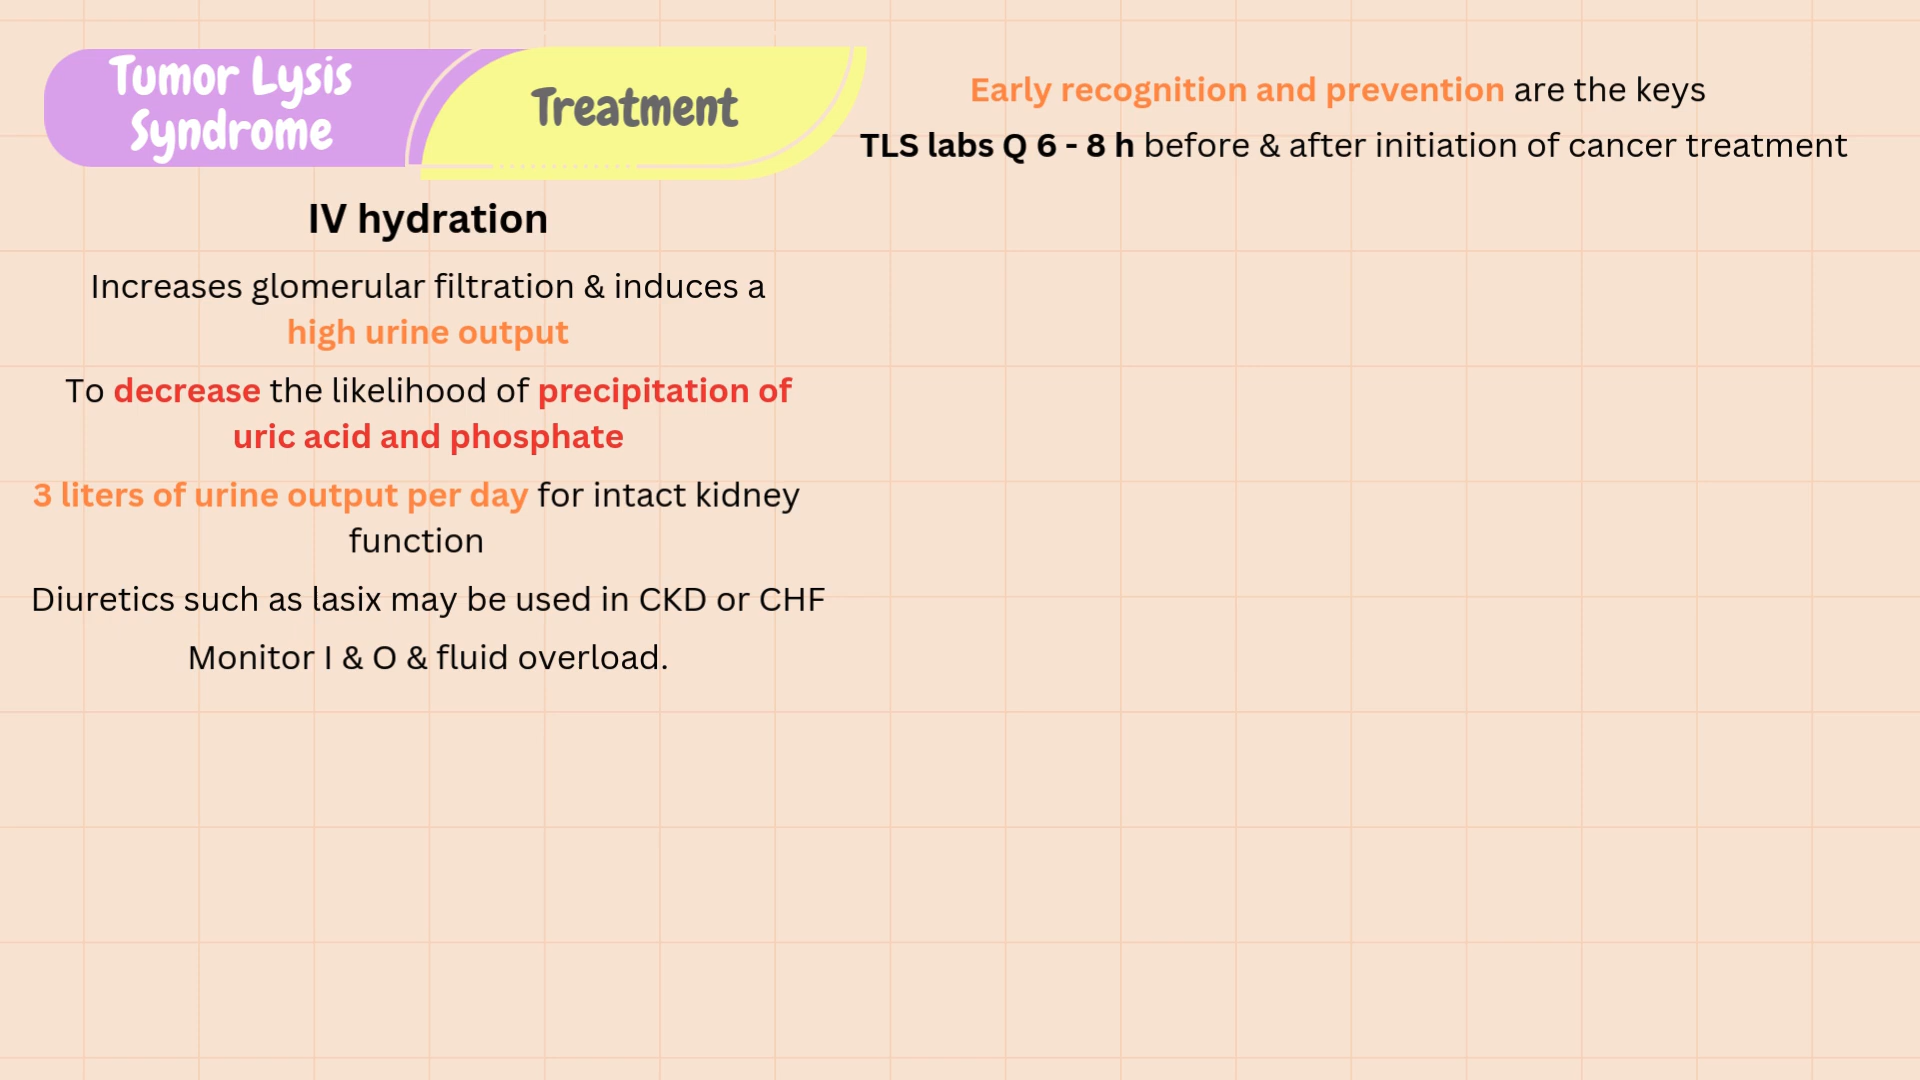 Tumor Lysis
Syndrome
Treatment
Early recognition and prevention are the keys
TLS labs Q 6 - 8 h before & after initiation of cancer treatment
IV hydration
Increases glomerular filtration & induces a
high urine output
To decrease the likelihood of precipitation of
uric acid and phosphate
3 liters of urine output per day for intact kidney
function
Diuretics such as lasix may be used in CKD or CHF
Monitor I & O & fluid overload.